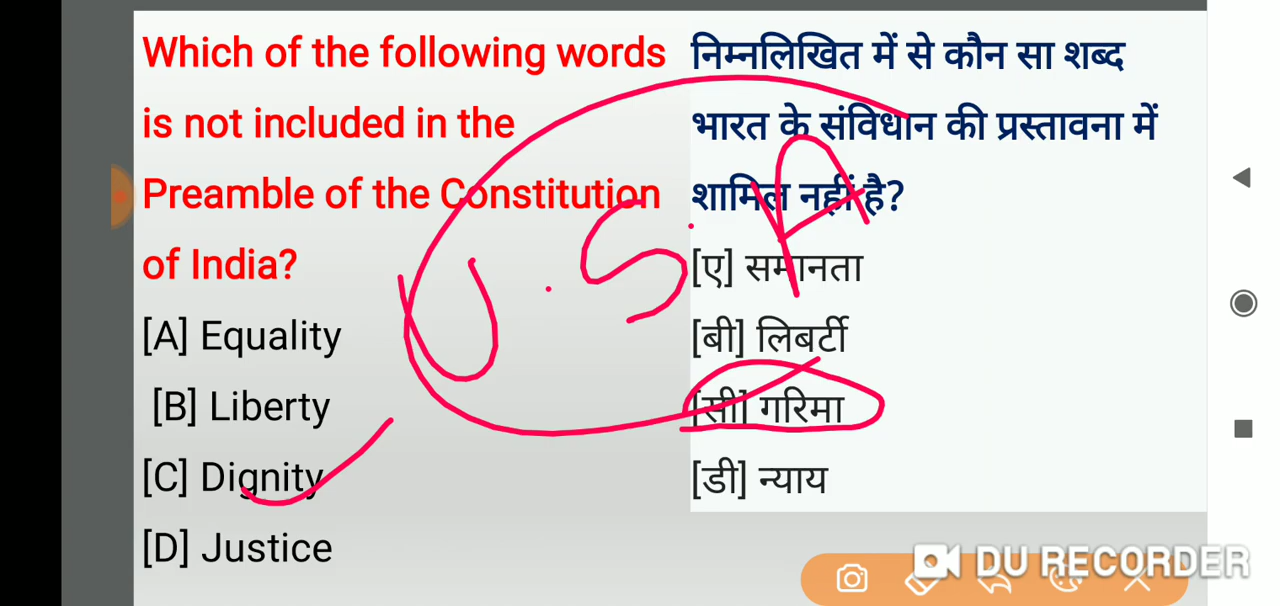 Which of the following words
is not included in the
Preamble of the Constitution
of India?
[A] Equality
[B] Liberty
[C] Dignity
[D] Justice
निम्नलिखित में से कौन सा शब्द
भारत के संविधान की प्रस्तावना में
शामिल नहीं है?
[ए] समानता
[बी] लिबर्टी
[सी] गरिमा
[डी] न्याय
U.S.A
DU RECORDER